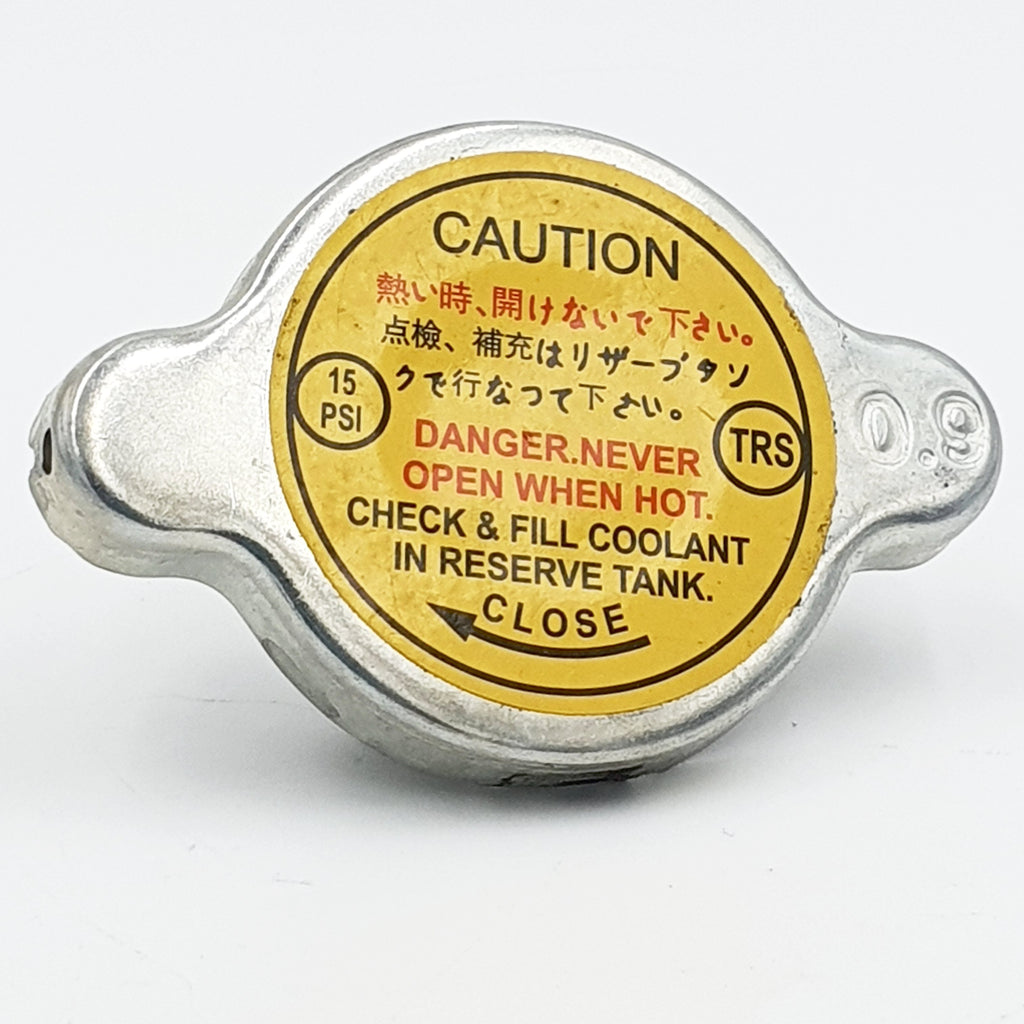 CAUTION
熱い時、開けないで下さい。
点検、補充はリザーブタン
クで行なつて下さい。
15
PSI
TRS
DANGER.NEVER
OPEN WHEN HOT.
CHECK & FILL COOLANT
IN RESERVE TANK.
CLOSE
0.9